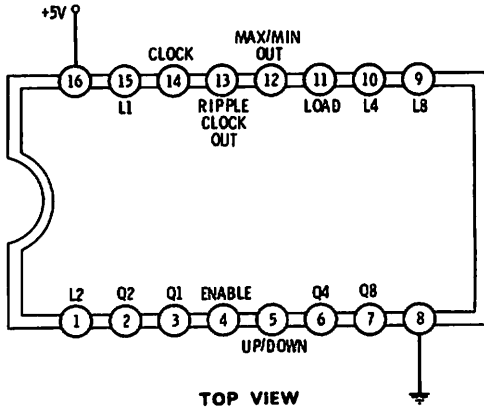 +5V
CLOCK
MAX/MIN
OUT
16 15 14 13 12 11 10 9
L1
RIPPLE
CLOCK
OUT
LOAD
L4
L8
L2
Q2
Q1
ENABLE
Q4
Q8
1 2 3 4 5 6 7 8
UP/DOWN
TOP VIEW